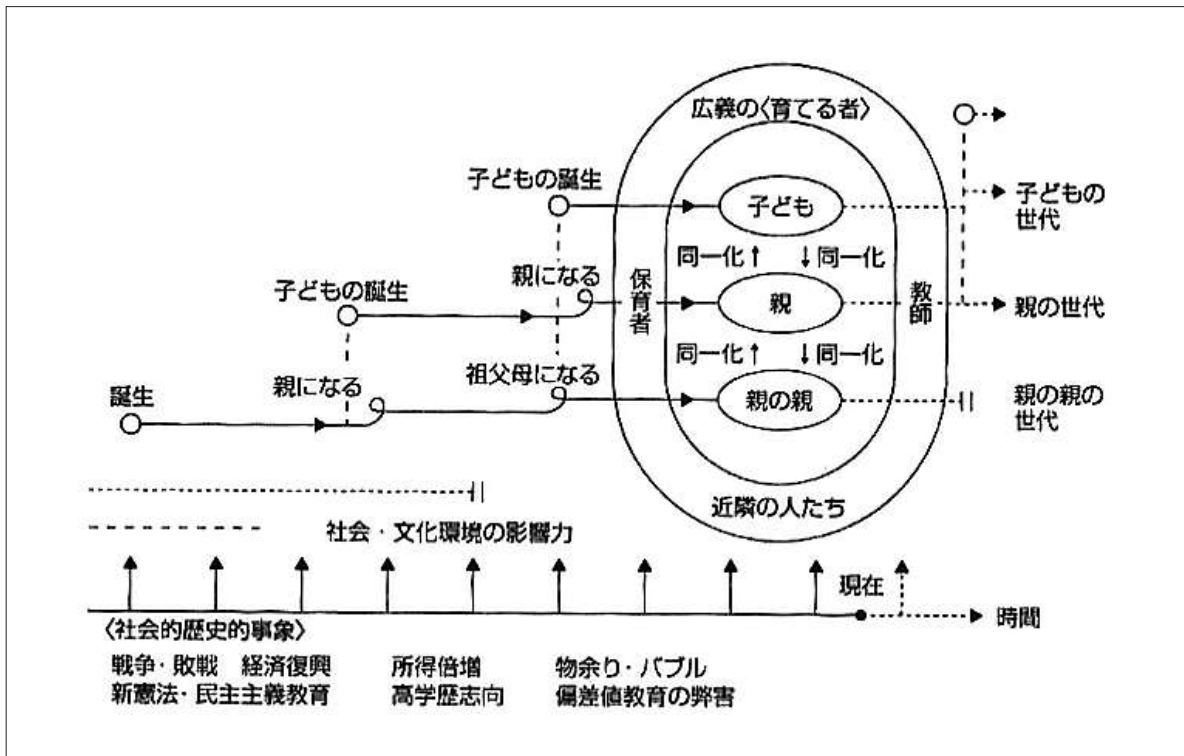 広義の〈育てる者〉
子どもの誕生
子ども
子どもの
世代
同一化↑ ↓同一化
親になる
保育者
教師
子どもの誕生
親
親の世代
同一化↑ ↓同一化
祖父母になる
親になる
誕生
親の親
親の親の
世代
近隣の人たち
社会・文化環境の影響力
現在
時間
〈社会的歴史的事象〉
戦争・敗戦 経済復興 所得倍増 物余り・バブル
新憲法・民主主義教育 高学歴志向 偏差値教育の弊害